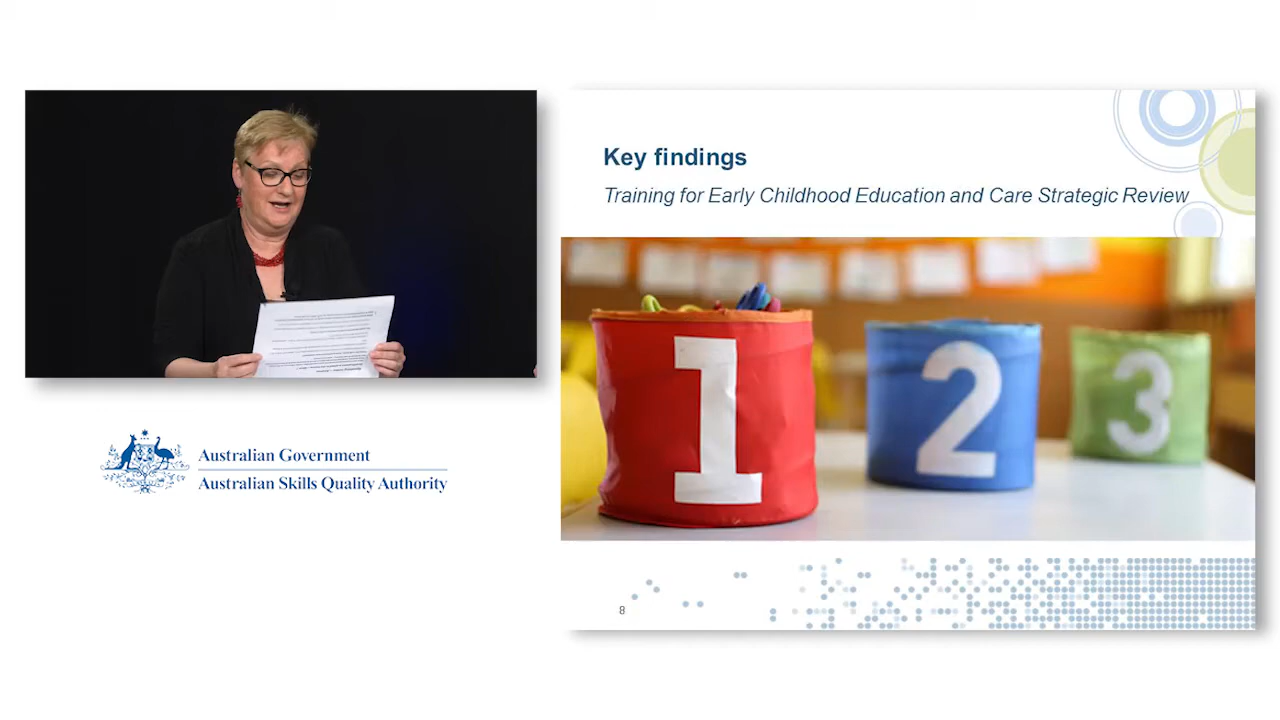 Key findings
Training for Early Childhood Education and Care Strategic Review
1
2
3
8
Australian Government
Australian Skills Quality Authority